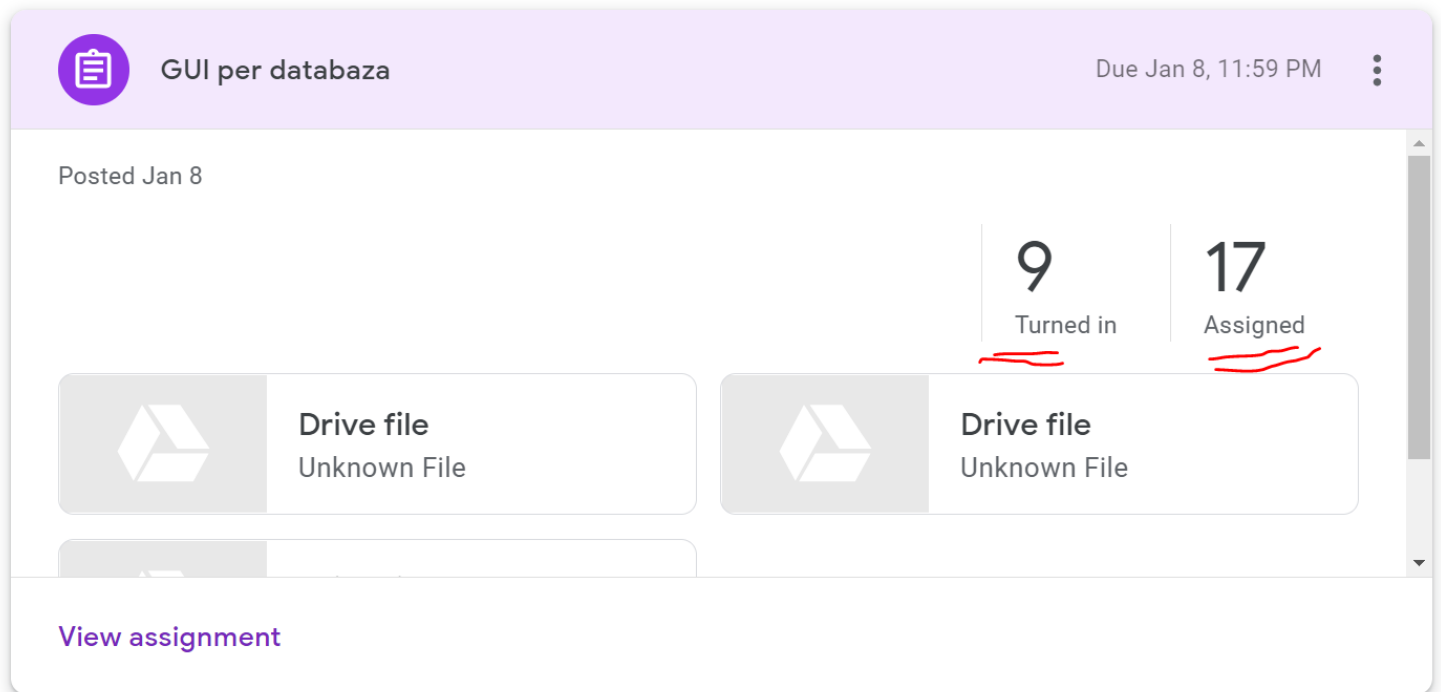 GUI per databaza
Due Jan 8, 11:59 PM
Posted Jan 8
9
Turned in
17
Assigned
Drive file
Unknown File
Drive file
Unknown File
View assignment